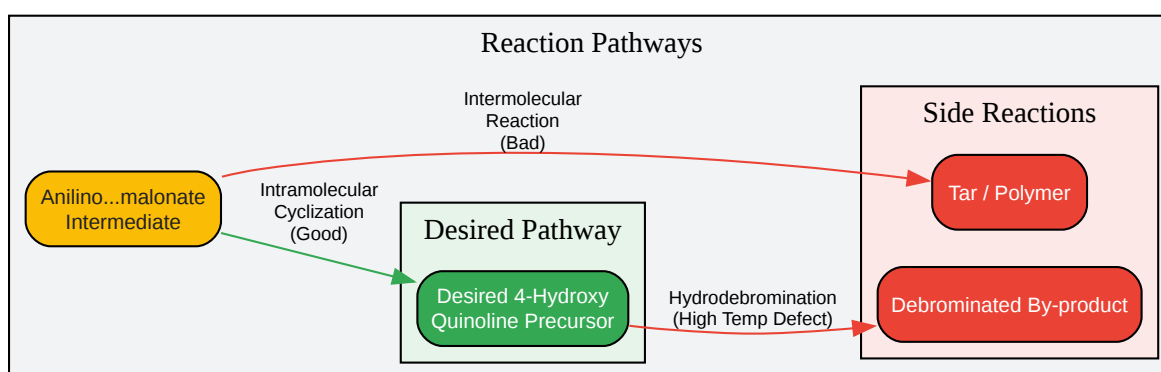 Reaction Pathways
Intermolecular
Reaction
(Bad)
Side Reactions
Anilino...malonate
Intermediate
Intramolecular
Cyclization
(Good)
Tar / Polymer
Desired Pathway
Desired 4-Hydroxy
Quinoline Precursor
Hydrodebromination
(High Temp Defect)
Debrominated By-product